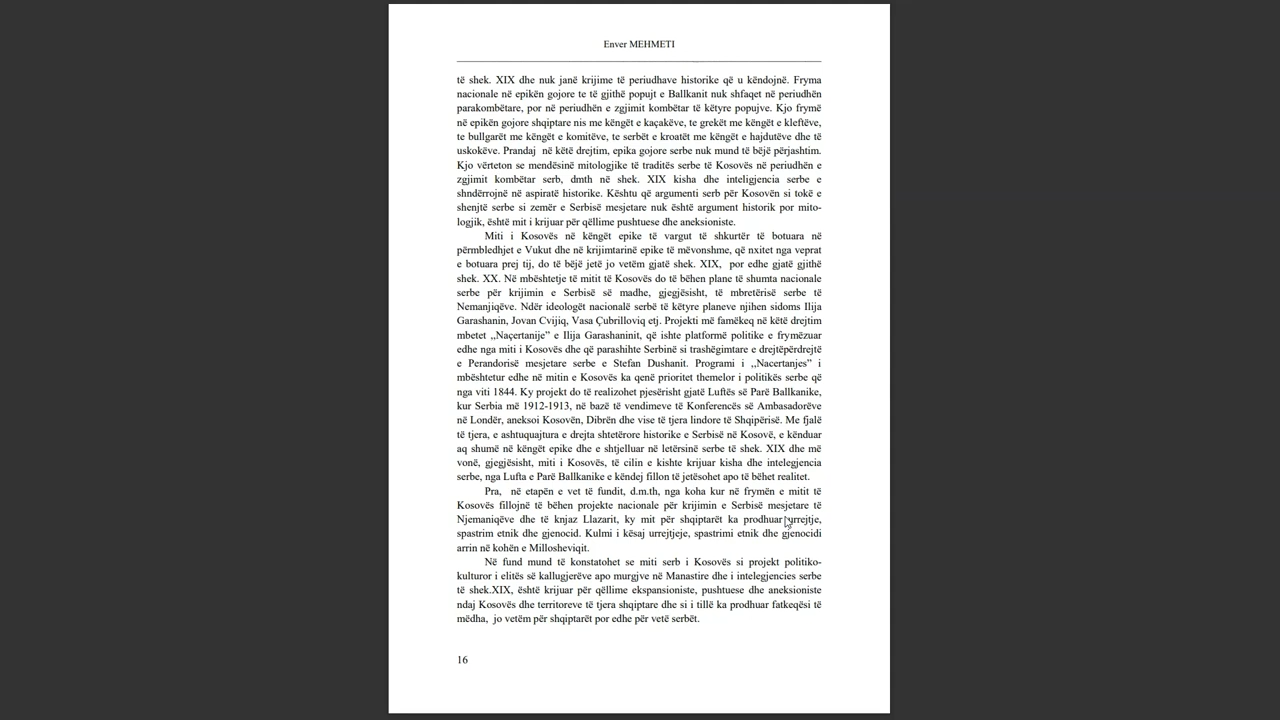 Enver MEHMETI
të shek. XIX dhe nuk janë krijime të periudhave historike që u këndojnë. Fryma
nacionale në epikën gojore te të gjithë popujt e Ballkanit nuk shfaqet në periudhën
parakombëtare, por në periudhën e zgjimit kombëtar të këtyre popujve. Kjo frymë
në epikën gojore shqiptare nis me këngët e kaçakëve, te grekët me këngët e kleftëve,
te bullgarët me këngët e komitëve, te serbët e kroatët me këngët e hajdutëve dhe të
uskokëve. Prandaj  në këtë drejtim, epika gojore serbe nuk mund të bëjë përjashtim.
Kjo vërteton se mendësinë mitologjike të traditës serbe të Kosovës në periudhën e
zgjimit kombëtar serb, dmth në shek. XIX kisha dhe inteligjencia serbe e
shndërrojnë në aspiratë historike. Kështu që argumenti serb për Kosovën si tokë e
shenjtë serbe si zemër e Serbisë mesjetare nuk është argument historik por mito-
logjik, është mit i krijuar për qëllime pushtuese dhe aneksioniste.
Miti i Kosovës në këngët epike të vargut të shkurtër të botuara në
përmbledhjet e Vukut dhe në krijimtarinë epike të mëvonshme, që nxitet nga veprat
e botuara prej tij, do të bëjë jetë jo vetëm gjatë shek. XIX,  por edhe gjatë gjithë
shek. XX. Në mbështetje të mitit të Kosovës do të bëhen plane të shumta nacionale
serbe për krijimin e Serbisë së madhe, gjegjësisht, të mbretërisë serbe të
Nemanjiqëve. Ndër ideologët nacionalë serbë të këtyre planeve njihen sidoms Ilija
Garashanin, Jovan Cvijiq, Vasa Çubrilloviq etj. Projekti më famëkeq në këtë drejtim
mbetet ,,Naçertanije” e Ilija Garashaninit, që ishte platformë politike e frymëzuar
edhe nga miti i Kosovës dhe që parashihte Serbinë si trashëgimtare e drejtëpërdrejtë
e Perandorisë mesjetare serbe e Stefan Dushanit. Programi i ,,Nacertanjes” i
mbështetur edhe në mitin e Kosovës ka qenë prioritet themelor i politikës serbe që
nga viti 1844. Ky projekt do të realizohet pjesërisht gjatë Luftës së Parë Ballkanike,
kur Serbia më 1912-1913, në bazë të vendimeve të Konferencës së Ambasadorëve
në Londër, aneksoi Kosovën, Dibrën dhe vise të tjera lindore të Shqipërisë. Me fjalë
të tjera, e ashtuquajtura e drejta shtetërore historike e Serbisë në Kosovë, e kënduar
aq shumë në këngët epike dhe e shtjelluar në letërsinë serbe të shek. XIX dhe më
vonë, gjegjësisht, miti i Kosovës, të cilin e kishte krijuar kisha dhe intelegjencia
serbe, nga Lufta e Parë Ballkanike e këndej fillon të jetësohet apo të bëhet realitet.
Pra,  në etapën e vet të fundit, d.m.th, nga koha kur në frymën e mitit të
Kosovës fillojnë të bëhen projekte nacionale për krijimin e Serbisë mesjetare të
Njemaniqëve dhe të knjaz Llazarit, ky mit për shqiptarët ka prodhuar urrejtje,
spastrim etnik dhe gjenocid. Kulmi i kësaj urrejtjeje, spastrimi etnik dhe gjenocidi
arrin në kohën e Millosheviqit.
Në fund mund të konstatohet se miti serb i Kosovës si projekt politiko-
kulturor i elitës së kallugjerëve apo murgjve në Manastire dhe i intelegjencies serbe
të shek.XIX, është krijuar për qëllime ekspansioniste, pushtuese dhe aneksioniste
ndaj Kosovës dhe territoreve të tjera shqiptare dhe si i tillë ka prodhuar fatkeqësi të
mëdha,  jo vetëm për shqiptarët por edhe për vetë serbët.
16